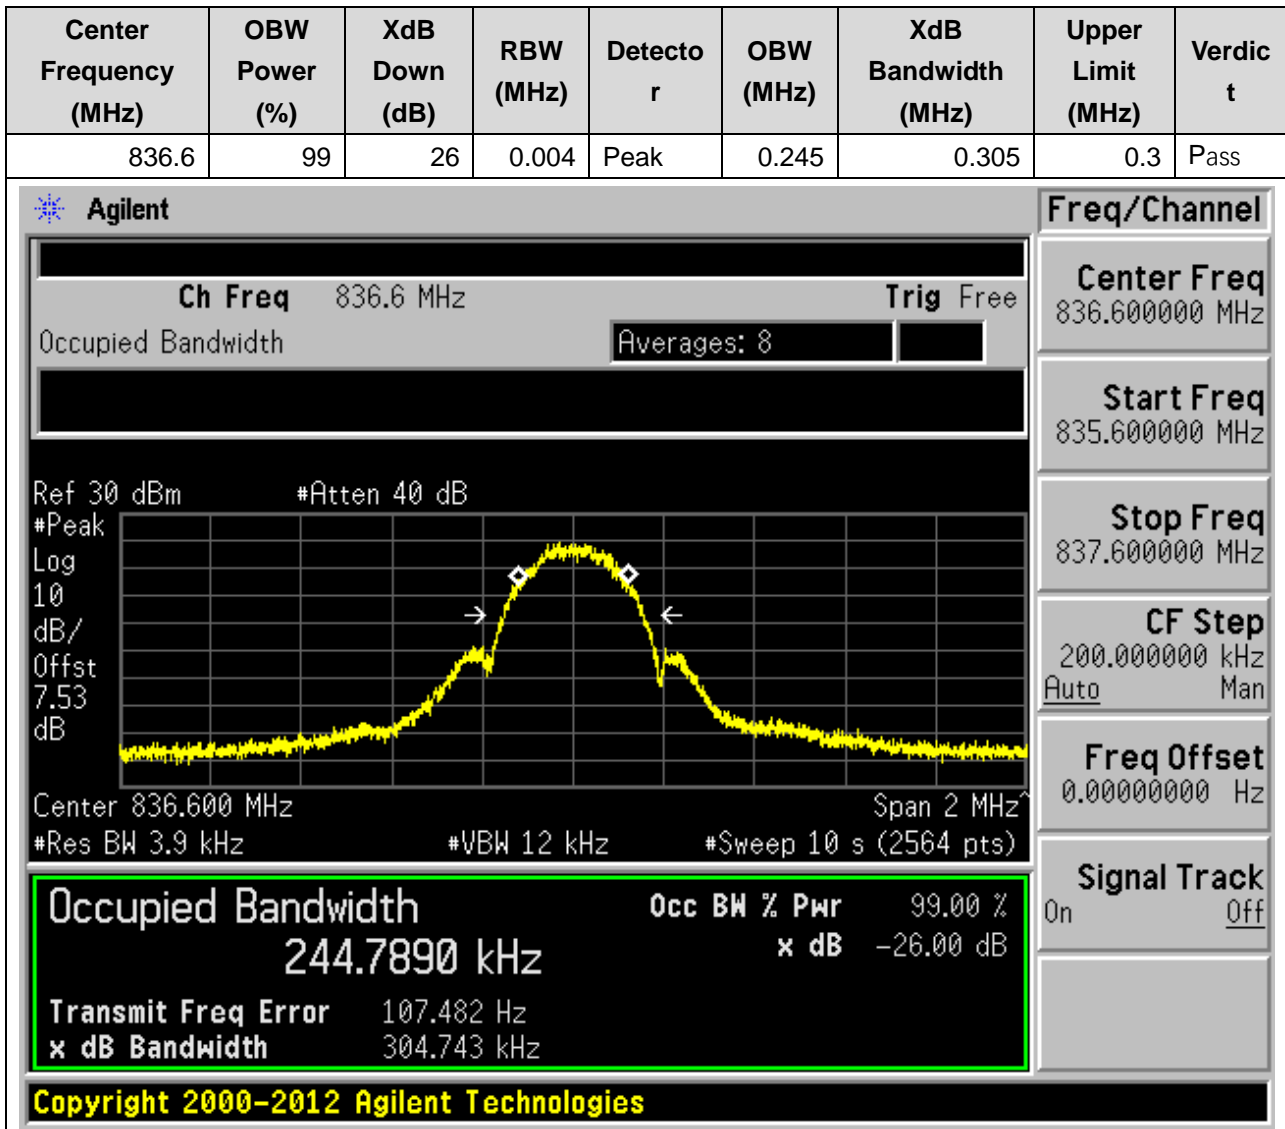 Center Frequency (MHz) OBW Power (%) XdB Down (dB) RBW (MHz) Detector OBW (MHz) XdB Bandwidth (MHz) Upper Limit (MHz) Verdict
836.6 99 26 0.004 Peak 0.245 0.305 0.3 Pass
Agilent
Freq/Channel
Ch Freq 836.6 MHz Trig Free
Occupied Bandwidth Averages: 8
Center Freq
836.600000 MHz
Start Freq
835.600000 MHz
Stop Freq
837.600000 MHz
CF Step
200.000000 kHz
Auto Man
Freq Offset
0.00000000 Hz
Signal Track
On Off
Ref 30 dBm #Atten 40 dB
#Peak
Log
10
dB/
Offst
7.53
dB
Center 836.600 MHz Span 2 MHz^
#Res BW 3.9 kHz #VBW 12 kHz #Sweep 10 s (2564 pts)
Occupied Bandwidth Occ BW % Pwr 99.00 %
244.7890 kHz x dB -26.00 dB
Transmit Freq Error 107.482 Hz
x dB Bandwidth 304.743 kHz
Copyright 2000-2012 Agilent Technologies